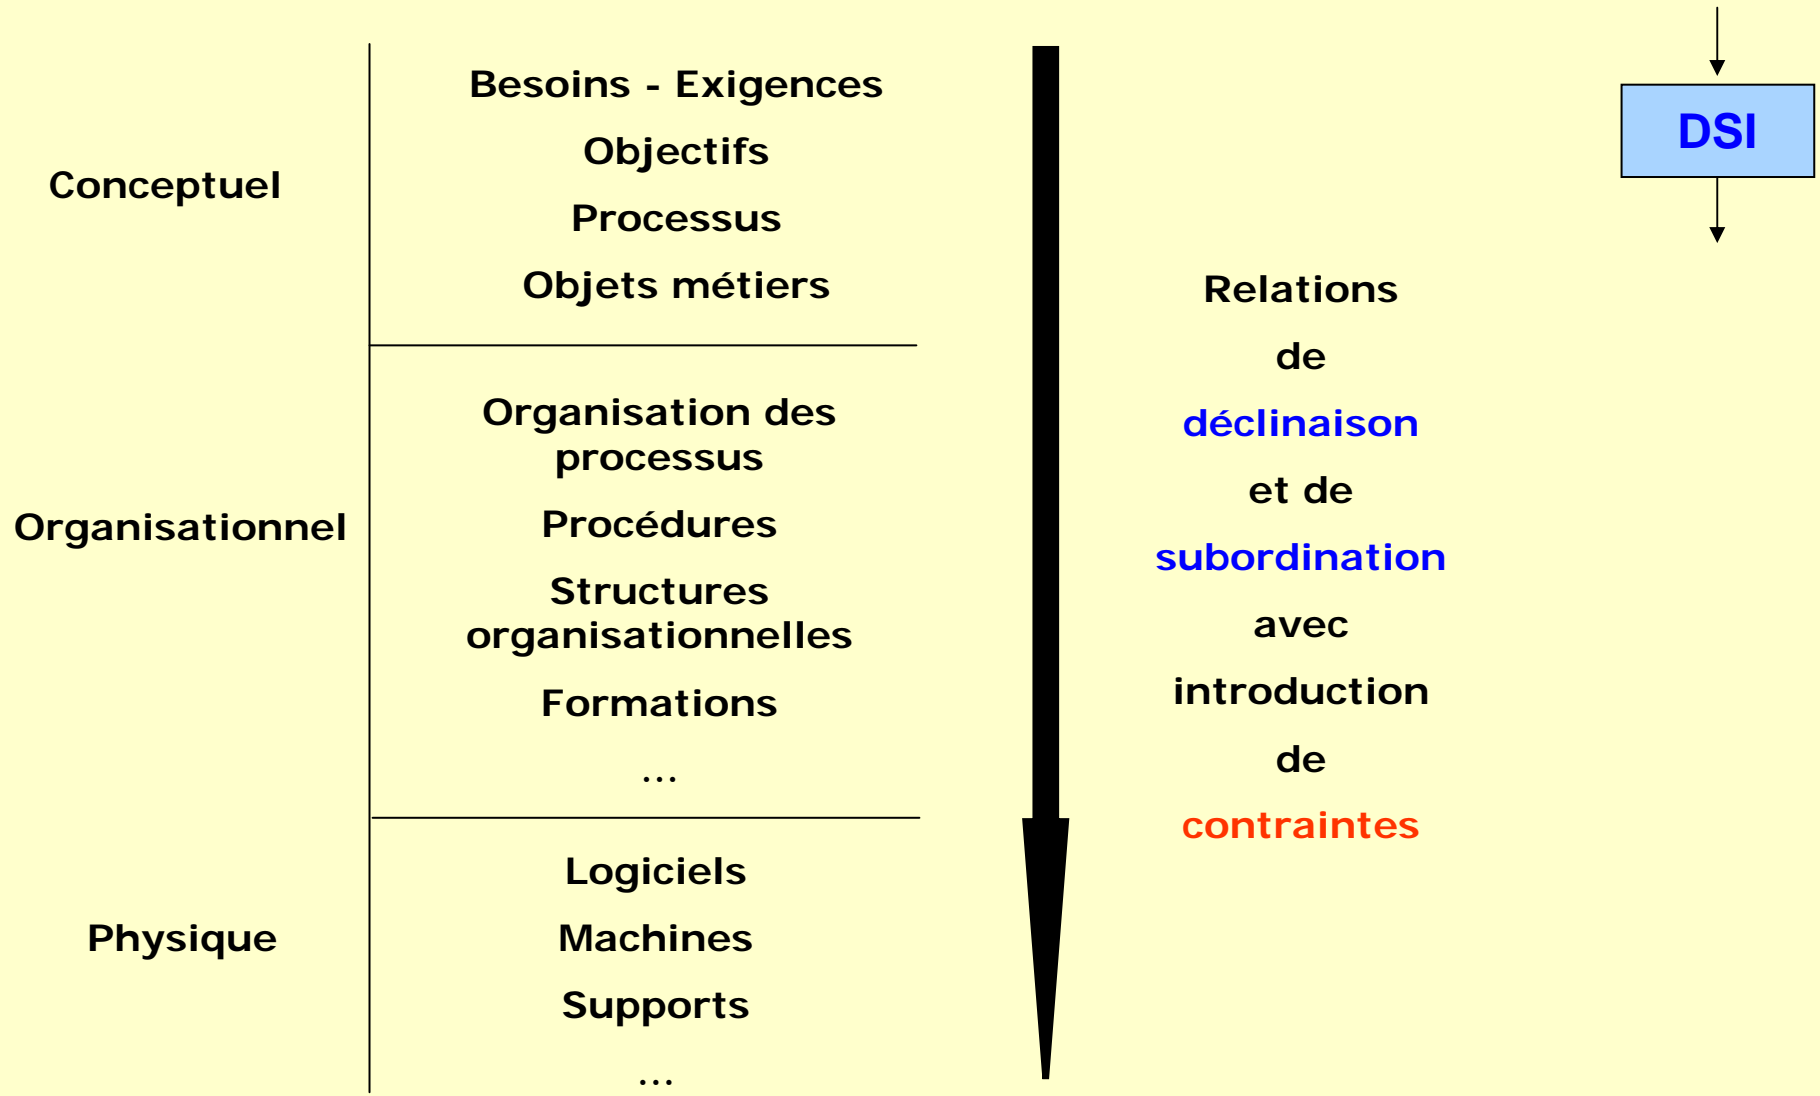 Conceptuel
Besoins - Exigences
Objectifs
Processus
Objets métiers
Organisationnel
Organisation des
processus
Procédures
Structures
organisationnelles
Formations
...
Physique
Logiciels
Machines
Supports
...
Relations
de
déclinaison
et de
subordination
avec
introduction
de
contraintes
DSI